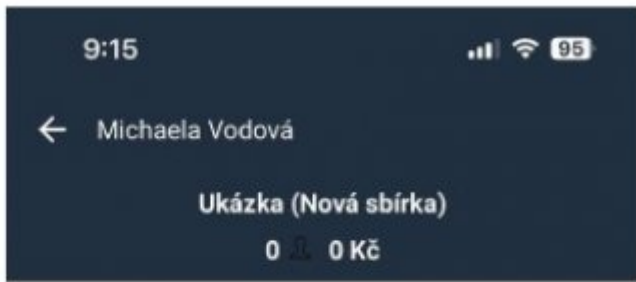 9:15
95
Michaela Vodová
Ukázka (Nová sbírka)
0 0 Kč